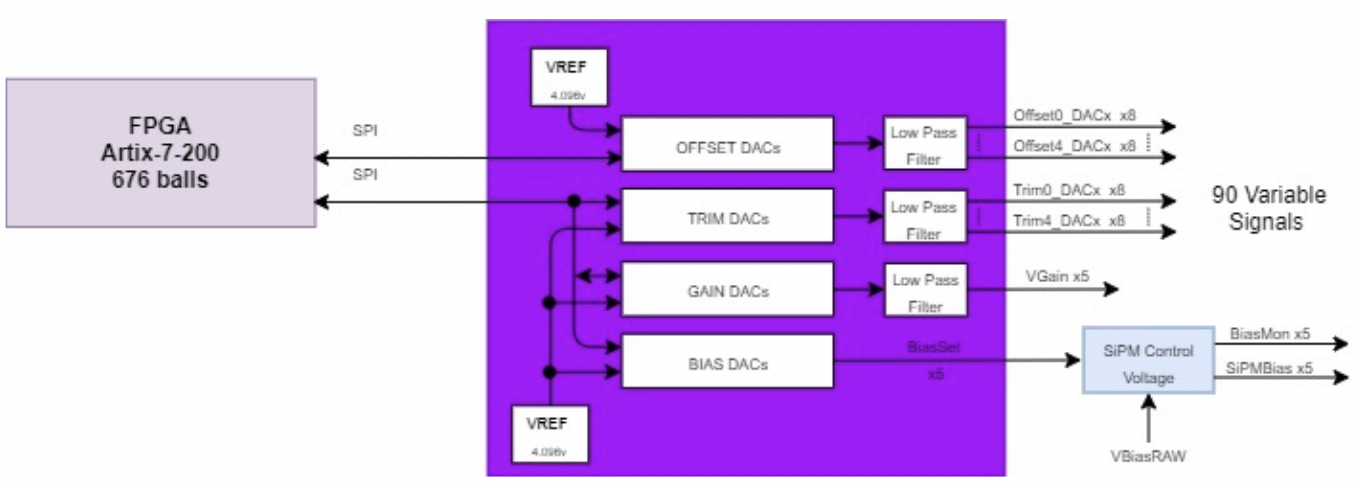 FPGA
Artix-7-200
676 balls
SPI
SPI
VREF
4.096v
OFFSET DACs
Low Pass
Filter
Offset0_DACx x8
Offset4_DACx x8
TRIM DACs
Low Pass
Filter
Trim0_DACx x8
Trim4_DACx x8
90 Variable
Signals
GAIN DACs
Low Pass
Filter
VGain x5
BIAS DACs
BiasSet
x5
SiPM Control
Voltage
BiasMon x5
SiPMBias x5
VBiasRAW
VREF
4.096v